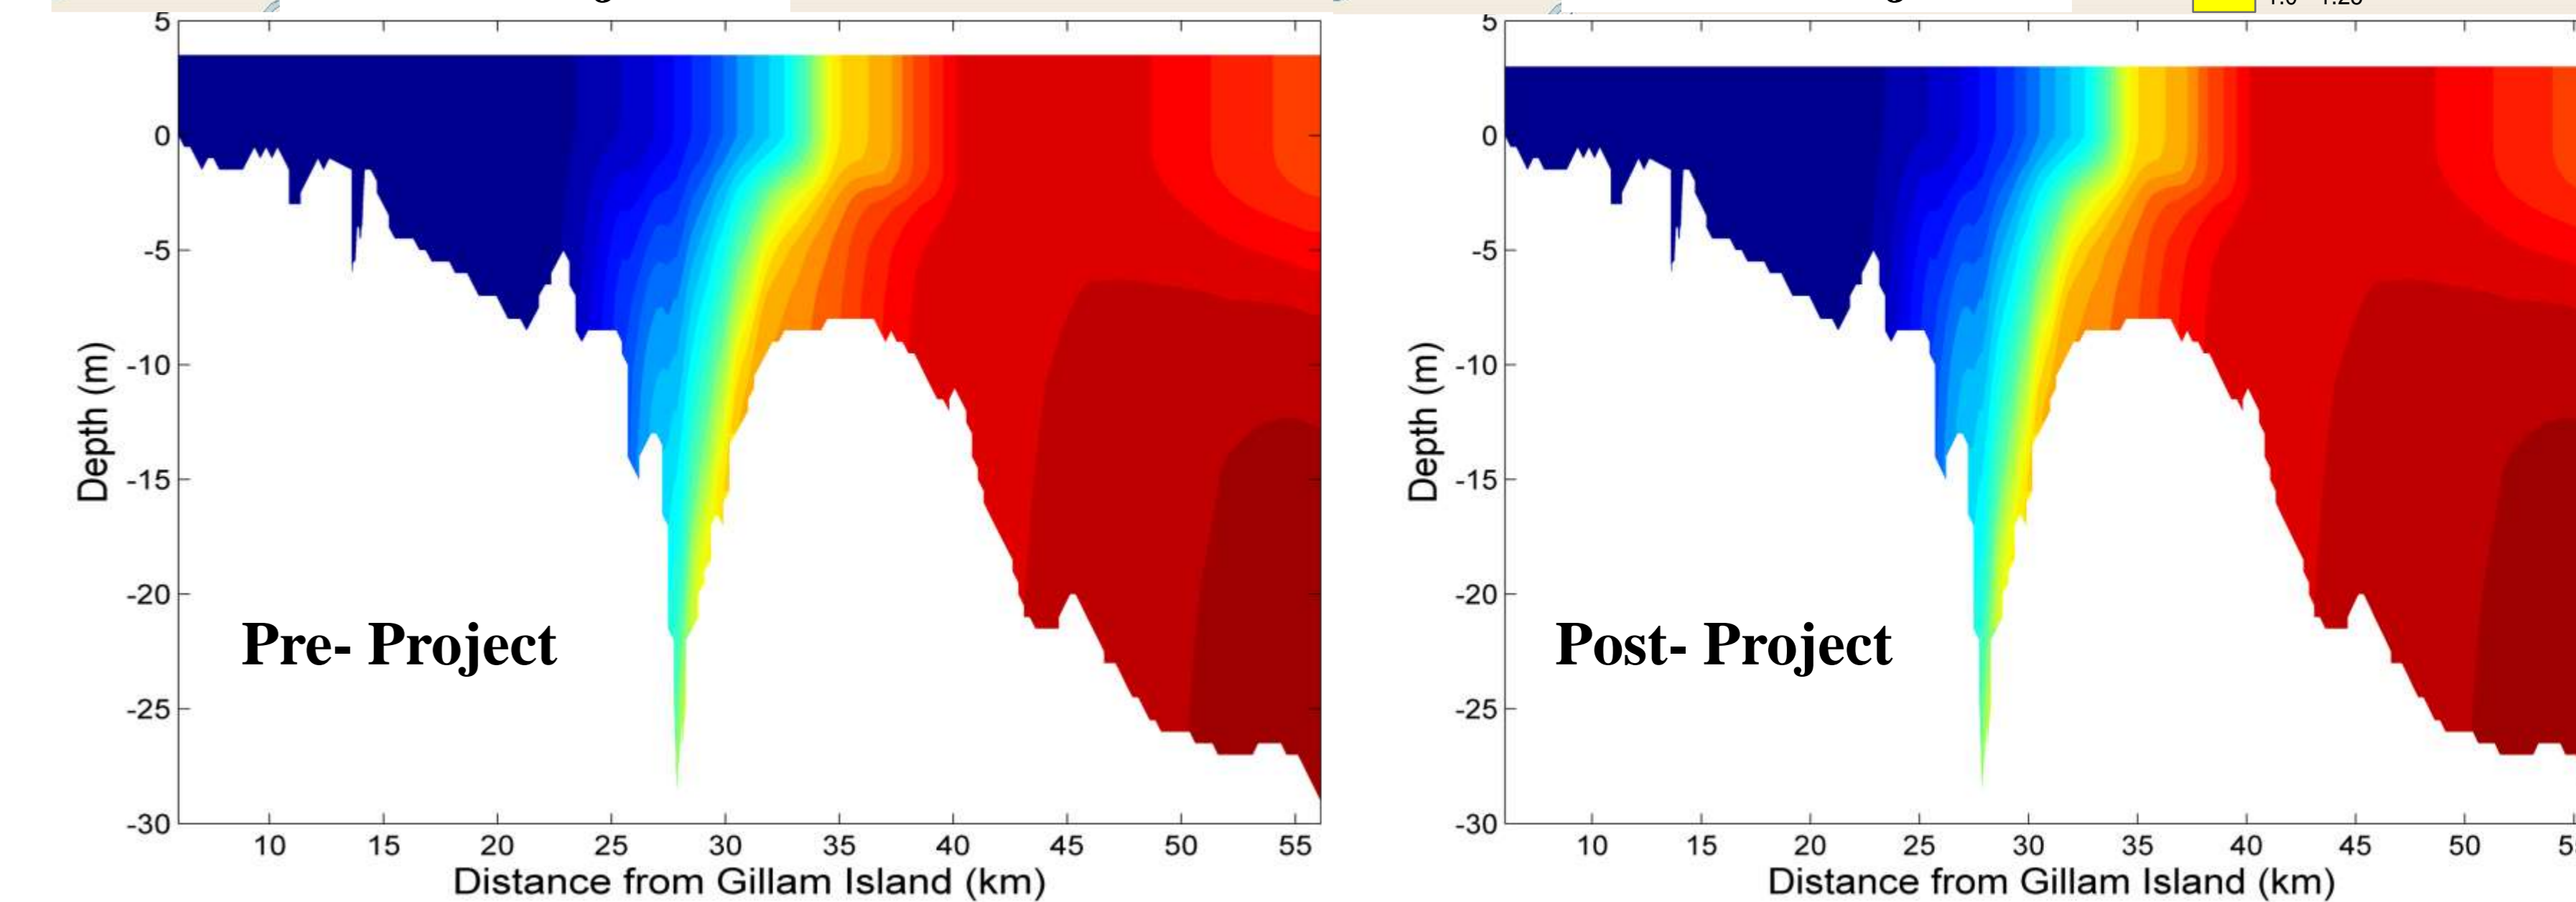 5
0
-5
-10
-15
-20
-25
-30
Depth (m)
Pre- Project
10 15 20 25 30 35 40 45 50 55
Distance from Gillam Island (km)
5
0
-5
-10
-15
-20
-25
-30
Depth (m)
Post- Project
10 15 20 25 30 35 40 45 50
Distance from Gillam Island (km)